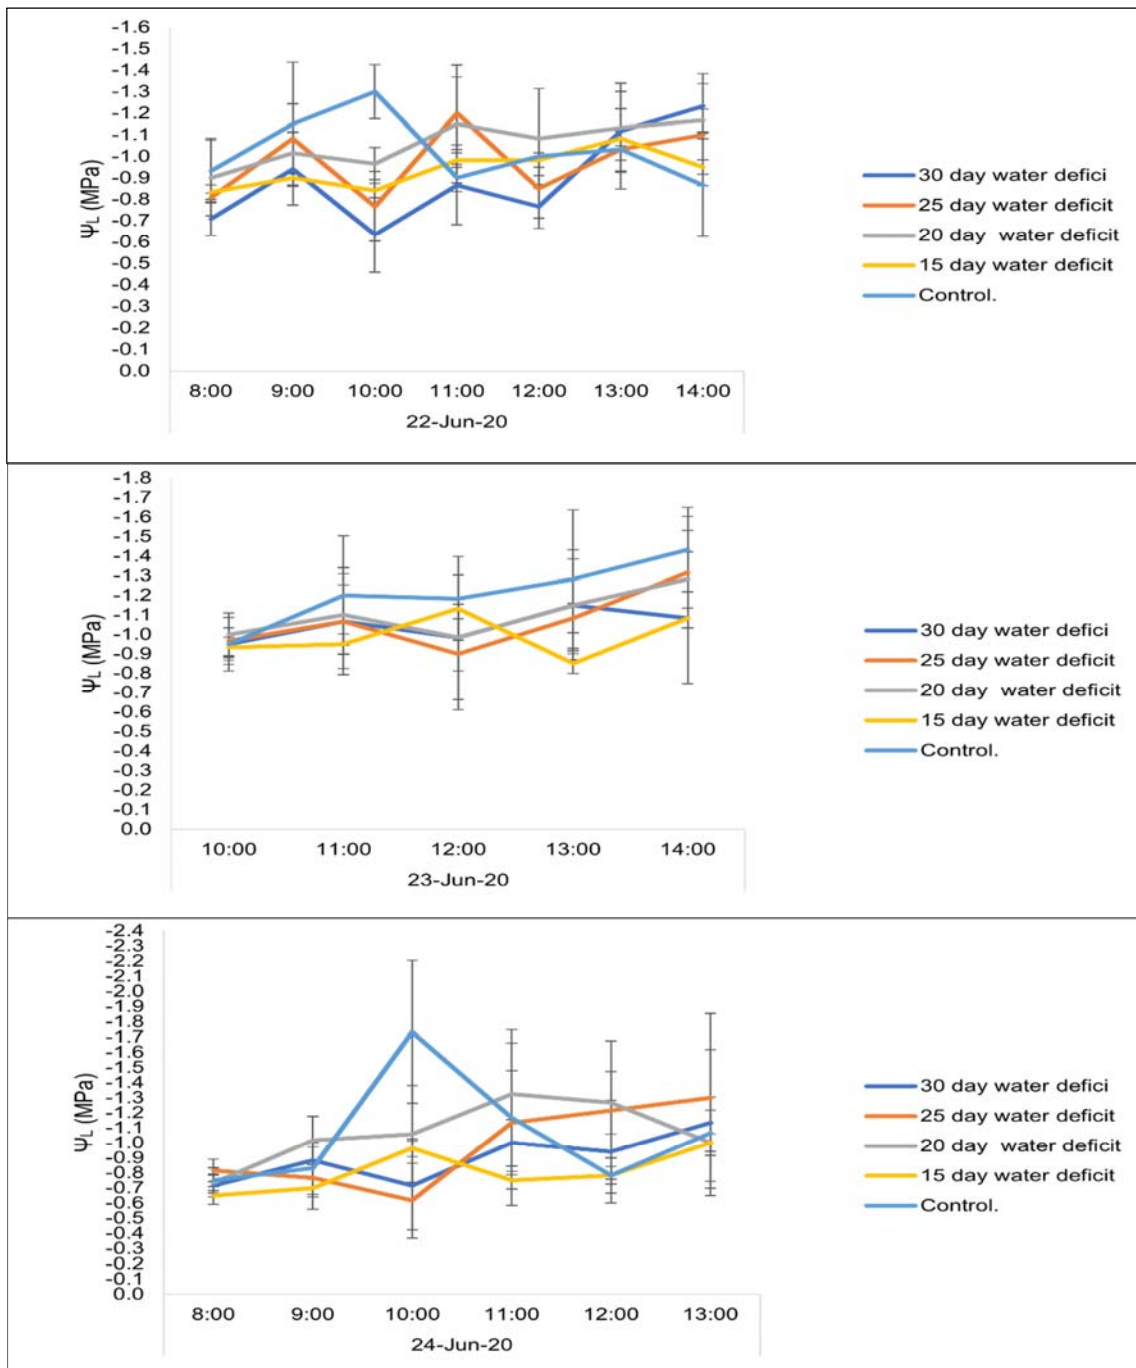 -1.6
-1.5
-1.4
-1.3
-1.2
-1.1
-1.0
-0.9
-0.8
-0.7
-0.6
-0.5
-0.4
-0.3
-0.2
-0.1
0.0
ΨL (MPa)
8:00 9:00 10:00 11:00 12:00 13:00 14:00
22-Jun-20
30 day water defici
25 day water deficit
20 day water deficit
15 day water deficit
Control.
-1.8
-1.7
-1.6
-1.5
-1.4
-1.3
-1.2
-1.1
-1.0
-0.9
-0.8
-0.7
-0.6
-0.5
-0.4
-0.3
-0.2
-0.1
0.0
ΨL (MPa)
10:00 11:00 12:00 13:00 14:00
23-Jun-20
30 day water defici
25 day water deficit
20 day water deficit
15 day water deficit
Control.
-2.4
-2.3
-2.2
-2.1
-2.0
-1.9
-1.8
-1.7
-1.6
-1.5
-1.4
-1.3
-1.2
-1.1
-1.0
-0.9
-0.8
-0.7
-0.6
-0.5
-0.4
-0.3
-0.2
-0.1
0.0
ΨL (MPa)
8:00 9:00 10:00 11:00 12:00 13:00
24-Jun-20
30 day water defici
25 day water deficit
20 day water deficit
15 day water deficit
Control.